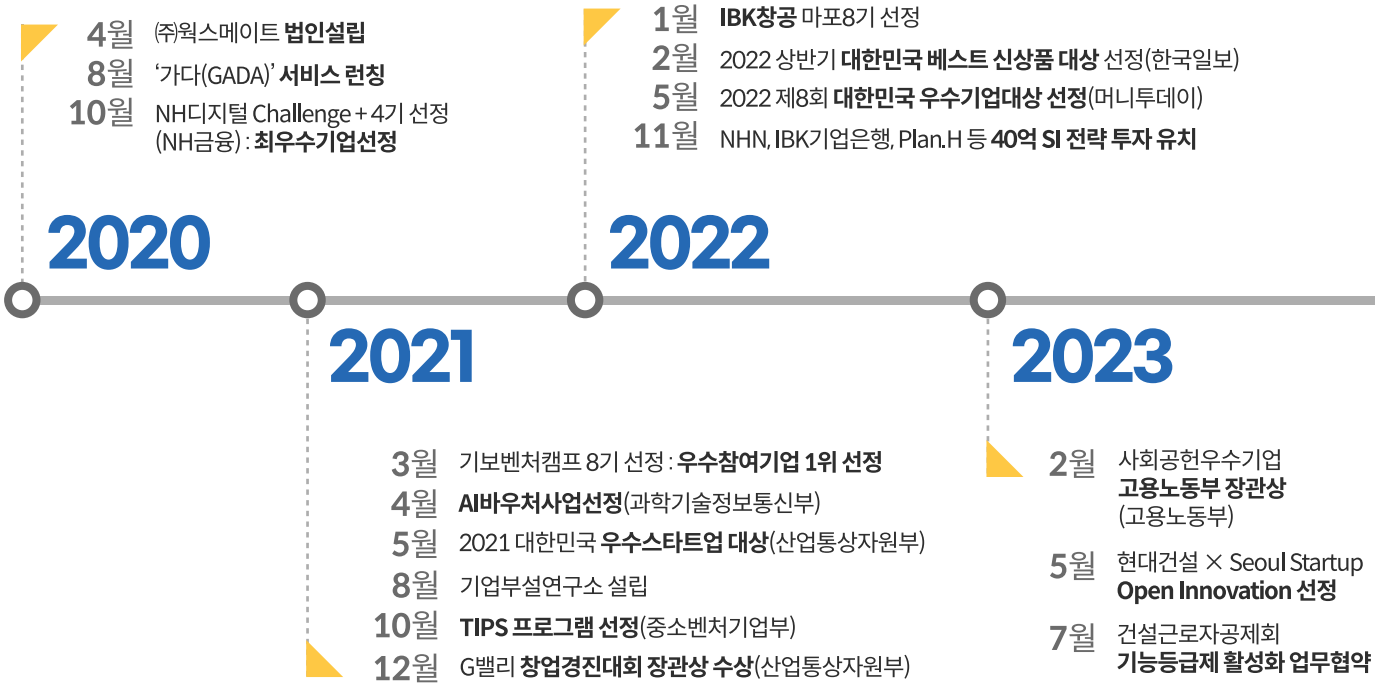 4월 ㈜웍스메이트 법인설립
8월 ‘가다(GADA)’ 서비스 런칭
10월 NH디지털 Challenge + 4기 선정
(NH금융) : 최우수기업선정
2020
2021
3월 기보벤처캠프 8기 선정 : 우수참여기업 1위 선정
4월 AI바우처사업선정(과학기술정보통신부)
5월 2021 대한민국 우수스타트업 대상(산업통상자원부)
8월 기업부설연구소 설립
10월 TIPS 프로그램 선정(중소벤처기업부)
12월 G밸리 창업경진대회 장관상 수상(산업통상자원부)
1월 IBK창공 마포8기 선정
2월 2022 상반기 대한민국 베스트 신상품 대상 선정(한국일보)
5월 2022 제8회 대한민국 우수기업대상 선정(머니투데이)
11월 NHN, IBK기업은행, Plan.H 등 40억 SI 전략 투자 유치
2022
2023
2월 사회공헌우수기업
고용노동부 장관상
(고용노동부)
5월 현대건설 × Seoul Startup
Open Innovation 선정
7월 건설근로자공제회
기능등급제 활성화 업무협약